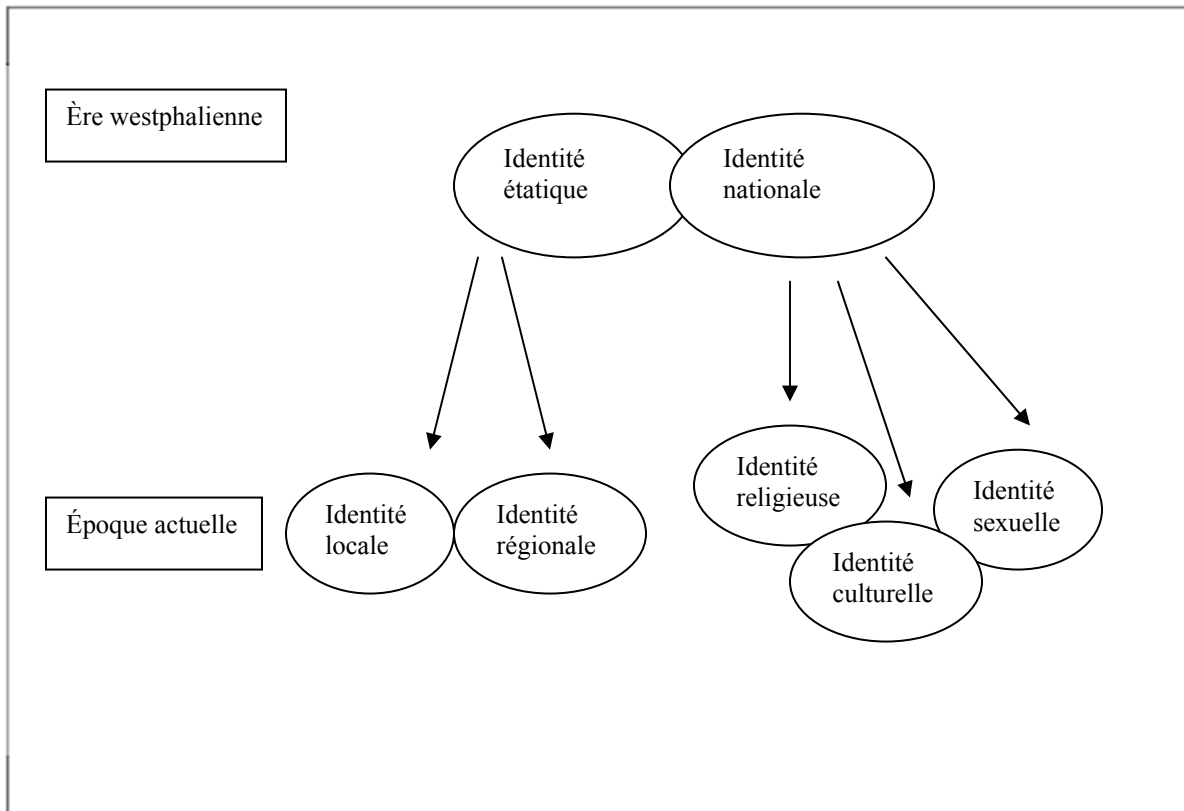 Ère westphalienne
Identité
étatique
Identité
nationale
Époque actuelle
Identité
locale
Identité
régionale
Identité
religieuse
Identité
culturelle
Identité
sexuelle